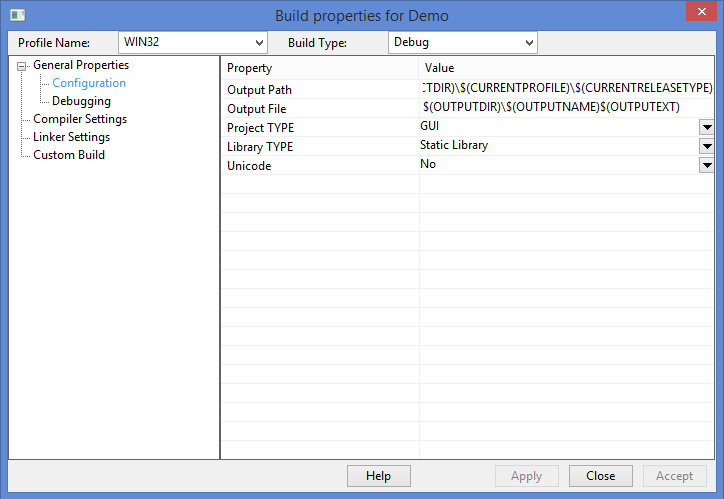 Build properties for Demo
Profile Name: WIN32 Build Type: Debug
General Properties
Configuration
Debugging
Compiler Settings
Linker Settings
Custom Build
Property Value
Output Path TDIR)\$(CURRENTPROFILE)\$(CURRENTRELEASETYPE)
Output File $(OUTPUTDIR)\$(OUTPUTNAME)$(OUTPUTEXT)
Project TYPE GUI
Library TYPE Static Library
Unicode No
Help Apply Close Accept